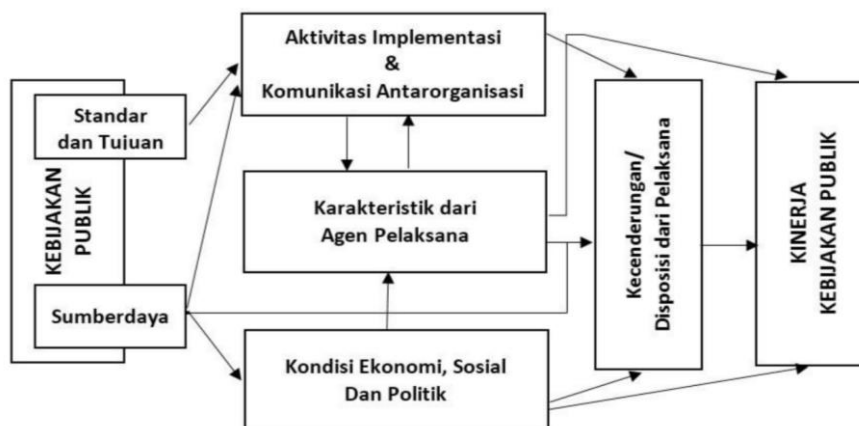 Aktivitas Implementasi
&
Komunikasi Antarorganisasi
Standar
dan Tujuan
KEBIJAKAN
PUBLIK
Sumberdaya
Karakteristik dari
Agen Pelaksana
Kondisi Ekonomi, Sosial
Dan Politik
Kecenderungan/
Disposisi dari Pelaksana
KINERJA
KEBIJAKAN PUBLIK